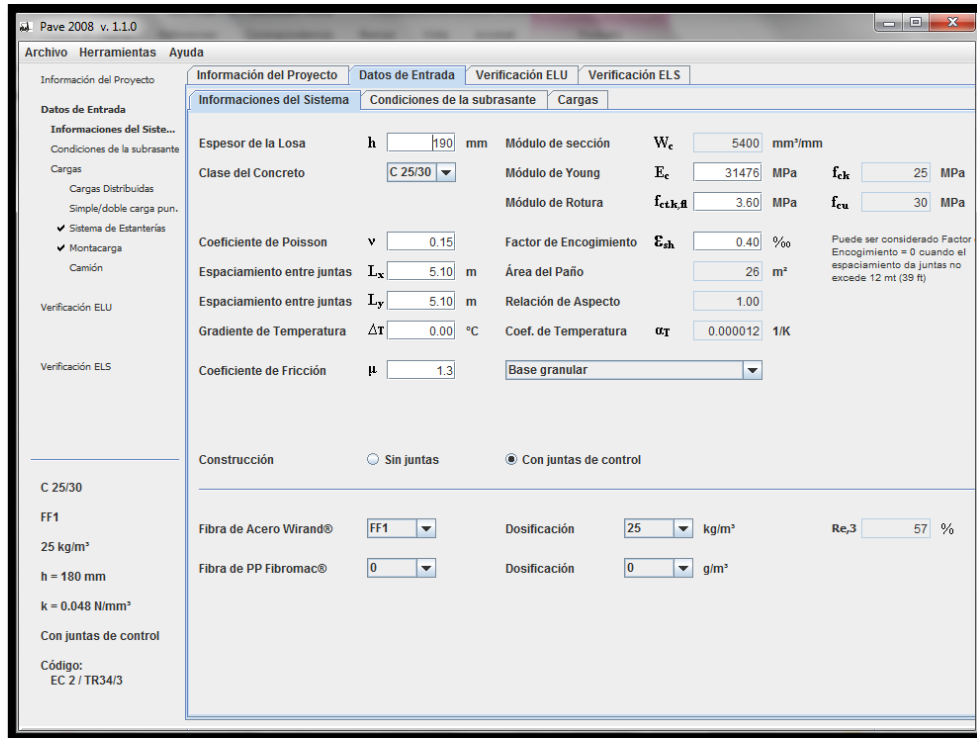 Pave 2008 v. 1.1.0
Archivo Herramientas Ayuda
Información del Proyecto
Datos de Entrada
Informaciones del Siste...
Condiciones de la subrasante
Cargas
Cargas Distribuidas
Simple/doble carga pun.
Sistema de Estanterías
Montacarga
Camión
Verificación ELU
Verificación ELS
C 25/30
FF1
25 kg/m³
h = 180 mm
k = 0.048 N/mm³
Con juntas de control
Código:
EC 2 / TR34/3
Información del Proyecto Datos de Entrada Verificación ELU Verificación ELS
Informaciones del Sistema Condiciones de la subrasante Cargas
Espesor de la Losa h 190 mm Módulo de sección Wc 5400 mm³/mm
Clase del Concreto C 25/30 Módulo de Young Ec 31476 MPa fck 25 MPa
Módulo de Rotura fctk,fl 3.60 MPa fcu 30 MPa
Coeficiente de Poisson ν 0.15 Factor de Encogimiento Ɛsh 0.40 ‰
Puede ser considerado Factor
Encogimiento = 0 cuando el
espaciamiento da juntas no
excede 12 mt (39 ft)
Espaciamiento entre juntas Lx 5.10 m Área del Paño 26 m²
Espaciamiento entre juntas Ly 5.10 m Relación de Aspecto 1.00
Gradiente de Temperatura ΔT 0.00 °C Coef. de Temperatura αT 0.000012 1/K
Coeficiente de Fricción μ 1.3 Base granular
Construcción Sin juntas Con juntas de control
Fibra de Acero Wirand® FF1 Dosificación 25 kg/m³ Re,3 57 %
Fibra de PP Fibromac® 0 Dosificación 0 g/m³